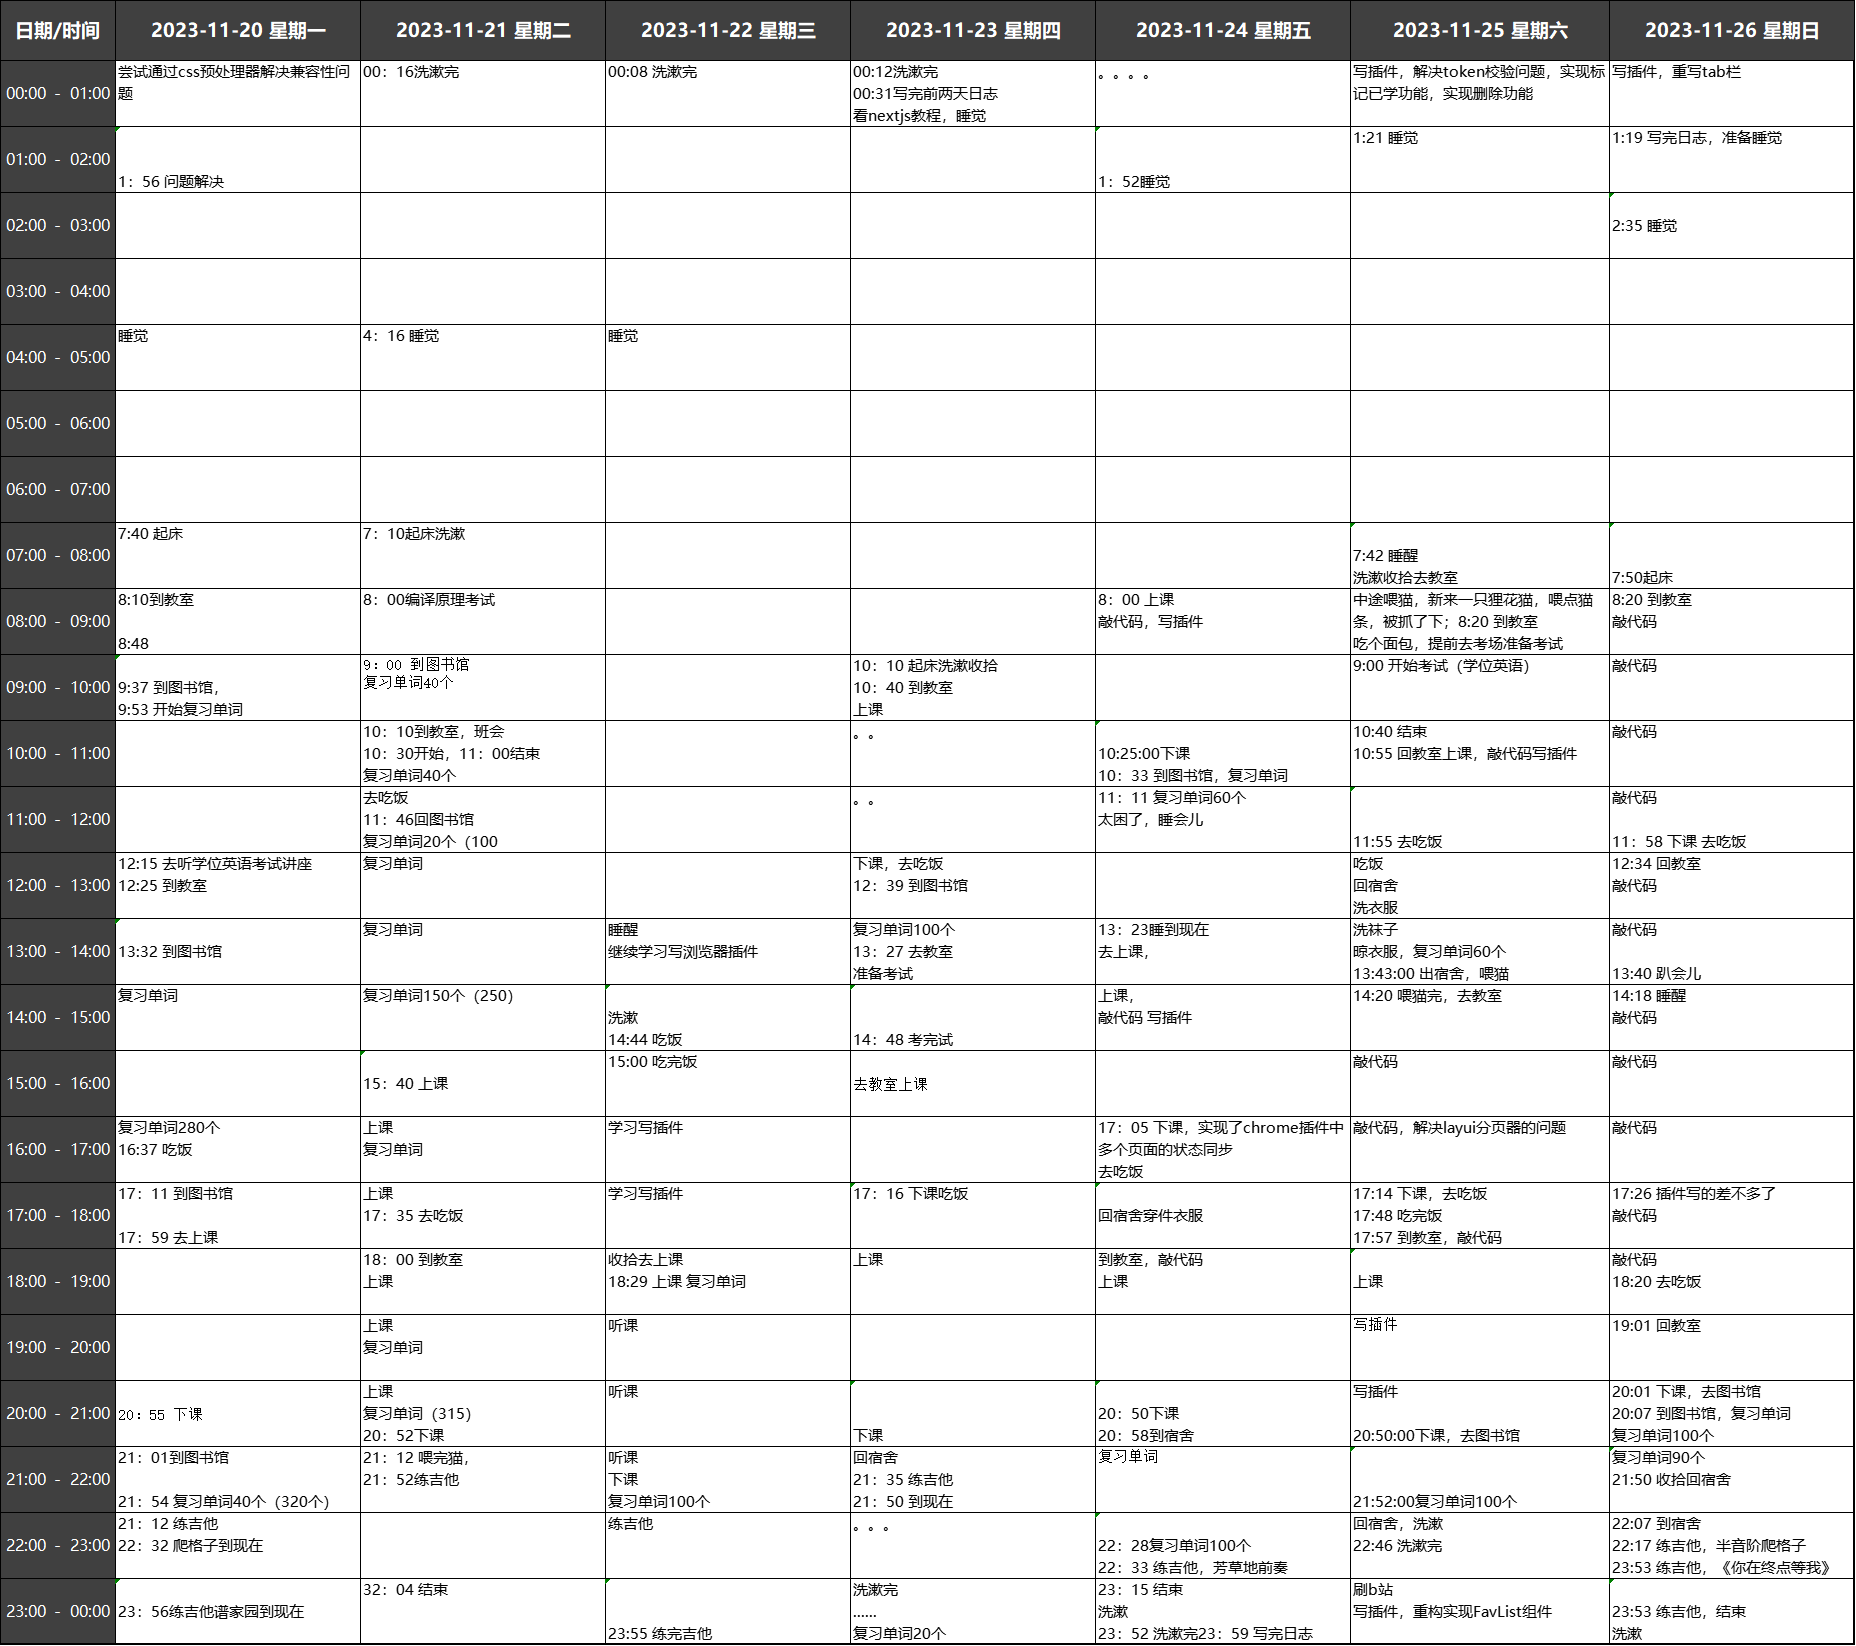 日期/时间 2023-11-20 星期一 2023-11-21 星期二 2023-11-22 星期三 2023-11-23 星期四 2023-11-24 星期五 2023-11-25 星期六 2023-11-26 星期日
00:00 - 01:00
尝试通过css预处理器解决兼容性问
题
00：16洗漱完
00:08 洗漱完
00:12洗漱完
00:31写完前两天日志
看nextjs教程，睡觉
。。。。
写插件，解决token校验问题，实现标
记已学功能，实现删除功能
写插件，重写tab栏
01:00 - 02:00
1：56 问题解决
1：52睡觉
1:21 睡觉
1:19 写完日志，准备睡觉
02:00 - 03:00
2:35 睡觉
03:00 - 04:00
04:00 - 05:00
睡觉
4：16 睡觉
睡觉
05:00 - 06:00
06:00 - 07:00
07:00 - 08:00
7:40 起床
7：10起床洗漱
7:42 睡醒
洗漱收拾去教室
7:50起床
08:00 - 09:00
8:10到教室
8:48
8：00编译原理考试
8：00 上课
敲代码，写插件
中途喂猫，新来一只狸花猫，喂点猫
条，被抓了下；8:20 到教室
吃个面包，提前去考场准备考试
8:20 到教室
敲代码
09:00 - 10:00
9:37 到图书馆，
9:53 开始复习单词
9：00 到图书馆
复习单词40个
10：10 起床洗漱收拾
10：40 到教室
上课
9:00 开始考试（学位英语）
敲代码
10:00 - 11:00
10：10到教室，班会
10：30开始，11：00结束
复习单词40个
。。
10:25:00下课
10：33 到图书馆，复习单词
10:40 结束
10:55 回教室上课，敲代码写插件
敲代码
11:00 - 12:00
去吃饭
11：46回图书馆
复习单词20个（100
。。
11：11 复习单词60个
太困了，睡会儿
11:55 去吃饭
敲代码
11：58 下课 去吃饭
12:00 - 13:00
12:15 去听学位英语考试讲座
12:25 到教室
复习单词
下课，去吃饭
12：39 到图书馆
吃饭
回宿舍
洗衣服
12:34 回教室
敲代码
13:00 - 14:00
13:32 到图书馆
复习单词
睡醒
继续学习写浏览器插件
复习单词100个
13：27 去教室
准备考试
13：23睡到现在
去上课，
洗袜子
晾衣服，复习单词60个
13:43:00 出宿舍，喂猫
敲代码
13:40 趴会儿
14:00 - 15:00
复习单词
复习单词150个（250）
洗漱
14:44 吃饭
14：48 考完试
上课，
敲代码 写插件
14:20 喂猫完，去教室
14:18 睡醒
敲代码
15:00 - 16:00
15：40 上课
15:00 吃完饭
去教室上课
敲代码
敲代码
16:00 - 17:00
复习单词280个
16:37 吃饭
上课
复习单词
学习写插件
17：05 下课，实现了chrome插件中
多个页面的状态同步
去吃饭
敲代码，解决layui分页器的问题
敲代码
17:00 - 18:00
17：11 到图书馆
17：59 去上课
上课
17：35 去吃饭
学习写插件
17：16 下课吃饭
回宿舍穿件衣服
17:14 下课，去吃饭
17:48 吃完饭
17:57 到教室，敲代码
17:26 插件写的差不多了
敲代码
18:00 - 19:00
18：00 到教室
上课
收拾去上课
18:29 上课 复习单词
上课
到教室，敲代码
上课
上课
敲代码
18:20 去吃饭
19:00 - 20:00
上课
复习单词
听课
写插件
19:01 回教室
20:00 - 21:00
20：55 下课
上课
复习单词（315）
20：52下课
听课
下课
20：50下课
20：58到宿舍
写插件
20:50:00下课，去图书馆
20:01 下课，去图书馆
20:07 到图书馆，复习单词
复习单词100个
21:00 - 22:00
21：01到图书馆
21：54 复习单词40个（320个）
21：12 喂完猫，
21：52练吉他
听课
下课
复习单词100个
回宿舍
21：35 练吉他
21：50 到现在
复习单词
21:52:00复习单词100个
复习单词90个
21:50 收拾回宿舍
22:00 - 23:00
21：12 练吉他
22：32 爬格子到现在
练吉他
。。。
22：28复习单词100个
22：33 练吉他，芳草地前奏
回宿舍，洗漱
22:46 洗漱完
22:07 到宿舍
22:17 练吉他，半音阶爬格子
23:53 练吉他，《你在终点等我》
23:00 - 00:00
23：56练吉他谱家园到现在
32：04 结束
23:55 练完吉他
洗漱完
......
复习单词20个
23：15 结束
洗漱
23：52 洗漱完23：59 写完日志
刷b站
写插件，重构实现FavList组件
23:53 练吉他，结束
洗漱